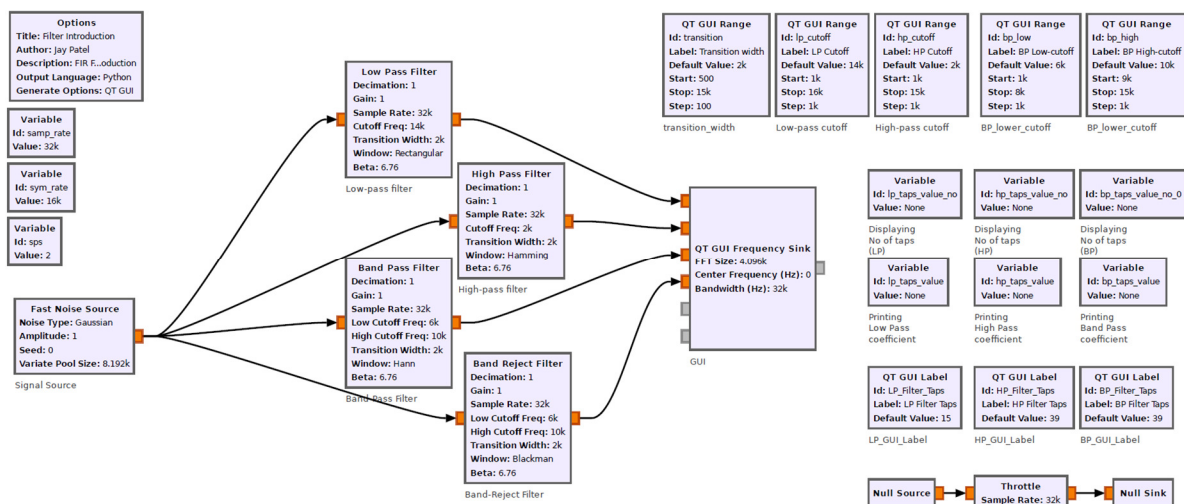 Options
Title: Filter Introduction
Author: Jay Patel
Description: FIR F...oduction
Output Language: Python
Generate Options: QT GUI
Variable
Id: samp_rate
Value: 32k
Variable
Id: sym_rate
Value: 16k
Variable
Id: sps
Value: 2
Fast Noise Source
Noise Type: Gaussian
Amplitude: 1
Seed: 0
Variate Pool Size: 8.192k
Signal Source
Low Pass Filter
Decimation: 1
Gain: 1
Sample Rate: 32k
Cutoff Freq: 14k
Transition Width: 2k
Window: Rectangular
Beta: 6.76
Low-pass filter
High Pass Filter
Decimation: 1
Gain: 1
Sample Rate: 32k
Cutoff Freq: 2k
Transition Width: 2k
Window: Hamming
Beta: 6.76
High-pass filter
Band Pass Filter
Decimation: 1
Gain: 1
Sample Rate: 32k
Low Cutoff Freq: 6k
High Cutoff Freq: 10k
Transition Width: 2k
Window: Hann
Beta: 6.76
Band-Pass Filter
Band Reject Filter
Decimation: 1
Gain: 1
Sample Rate: 32k
Low Cutoff Freq: 6k
High Cutoff Freq: 10k
Transition Width: 2k
Window: Blackman
Beta: 6.76
Band-Reject Filter
QT GUI Frequency Sink
FFT Size: 4.096k
Center Frequency (Hz): 0
Bandwidth (Hz): 32k
GUI
QT GUI Range
Id: transition
Label: Transition width
Default Value: 2k
Start: 500
Stop: 15k
Step: 100
transition_width
QT GUI Range
Id: lp_cutoff
Label: LP Cutoff
Default Value: 14k
Start: 1k
Stop: 16k
Step: 1k
Low-pass cutoff
QT GUI Range
Id: hp_cutoff
Label: HP Cutoff
Default Value: 2k
Start: 1k
Stop: 15k
Step: 1k
High-pass cutoff
QT GUI Range
Id: bp_low
Label: BP Low-cutoff
Default Value: 6k
Start: 1k
Stop: 8k
Step: 1k
BP_lower_cutoff
QT GUI Range
Id: bp_high
Label: BP High-cutoff
Default Value: 10k
Start: 9k
Stop: 15k
Step: 1k
BP_lower_cutoff
Variable
Id: lp_taps_value_no
Value: None
Displaying
No of taps
(LP)
Variable
Id: hp_taps_value_no
Value: None
Displaying
No of taps
(HP)
Variable
Id: bp_taps_value_no_0
Value: None
Displaying
No of taps
(BP)
Variable
Id: lp_taps_value
Value: None
Printing
Low Pass
coefficient
Variable
Id: hp_taps_value
Value: None
Printing
High Pass
coefficient
Variable
Id: bp_taps_value
Value: None
Printing
Band Pass
coefficient
QT GUI Label
Id: LP_Filter_Taps
Label: LP Filter Taps
Default Value: 15
LP_GUI_Label
QT GUI Label
Id: HP_Filter_Taps
Label: HP Filter Taps
Default Value: 39
HP_GUI_Label
QT GUI Label
Id: BP_Filter_Taps
Label: BP Filter Taps
Default Value: 39
BP_GUI_Label
Null Source
Throttle
Sample Rate: 32k
Null Sink